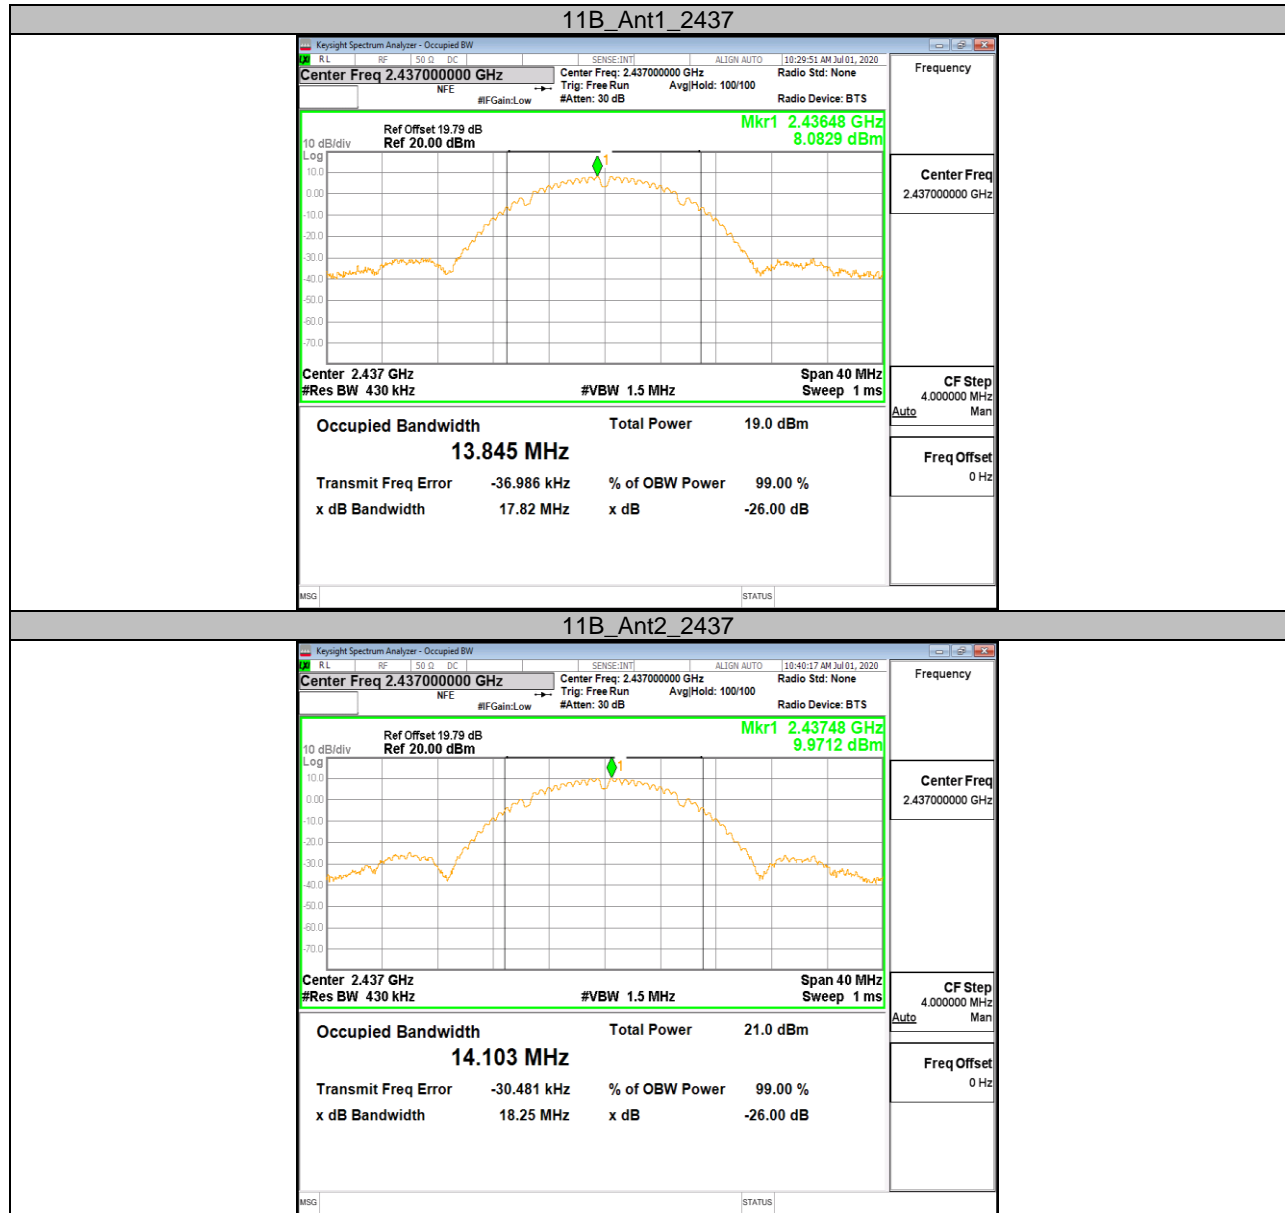 11B_Ant1_2437
Keysight Spectrum Analyzer - Occupied BW
LXI RL RF 50 Ω DC SENSE:INT ALIGN AUTO 10:29:51 AM Jul 01, 2020
Center Freq 2.437000000 GHz Center Freq: 2.437000000 GHz Radio Std: None Frequency
NFE Trig: Free Run Avg|Hold: 100/100
#IFGain:Low #Atten: 30 dB Radio Device: BTS
Mkr1 2.43648 GHz
Ref Offset 19.79 dB 8.0829 dBm
10 dB/div Ref 20.00 dBm
Log
1
10.0
0.00
-10.0
-20.0
-30.0
-40.0
-50.0
-60.0
-70.0
Center Freq
2.437000000 GHz
Center 2.437 GHz Span 40 MHz
#Res BW 430 kHz #VBW 1.5 MHz Sweep 1 ms
CF Step
4.000000 MHz
Auto Man
Occupied Bandwidth Total Power 19.0 dBm
13.845 MHz
Freq Offset
0 Hz
Transmit Freq Error -36.986 kHz % of OBW Power 99.00 %
x dB Bandwidth 17.82 MHz x dB -26.00 dB
MSG STATUS
11B_Ant2_2437
Keysight Spectrum Analyzer - Occupied BW
LXI RL RF 50 Ω DC SENSE:INT ALIGN AUTO 10:40:17 AM Jul 01, 2020
Center Freq 2.437000000 GHz Center Freq: 2.437000000 GHz Radio Std: None Frequency
NFE Trig: Free Run Avg|Hold: 100/100
#IFGain:Low #Atten: 30 dB Radio Device: BTS
Mkr1 2.43748 GHz
Ref Offset 19.79 dB 9.9712 dBm
10 dB/div Ref 20.00 dBm
Log
1
10.0
0.00
-10.0
-20.0
-30.0
-40.0
-50.0
-60.0
-70.0
Center Freq
2.437000000 GHz
Center 2.437 GHz Span 40 MHz
#Res BW 430 kHz #VBW 1.5 MHz Sweep 1 ms
CF Step
4.000000 MHz
Auto Man
Occupied Bandwidth Total Power 21.0 dBm
14.103 MHz
Freq Offset
0 Hz
Transmit Freq Error -30.481 kHz % of OBW Power 99.00 %
x dB Bandwidth 18.25 MHz x dB -26.00 dB
MSG STATUS